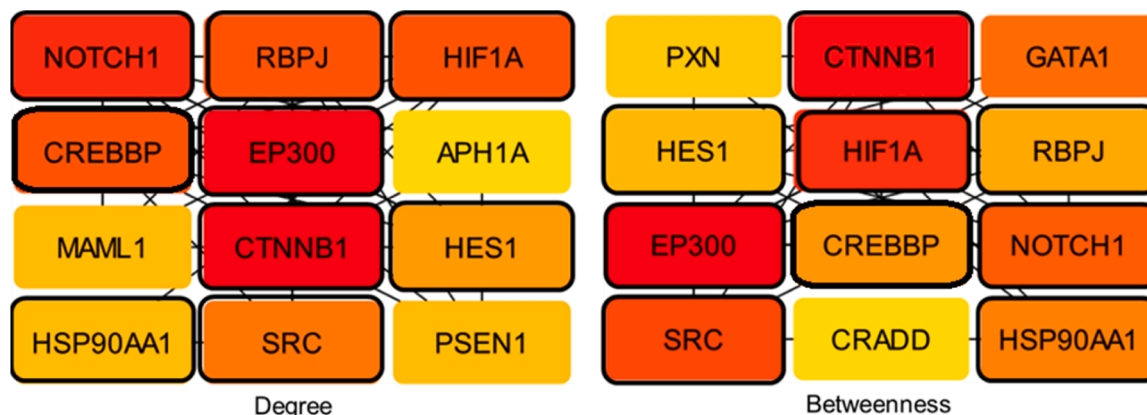 NOTCH1 RBPJ HIF1A
CREBBP EP300 APH1A
MAML1 CTNNB1 HES1
HSP90AA1 SRC PSEN1
Degree
PXN CTNNB1 GATA1
HES1 HIF1A RBPJ
EP300 CREBBP NOTCH1
SRC CRADD HSP90AA1
Betweenness